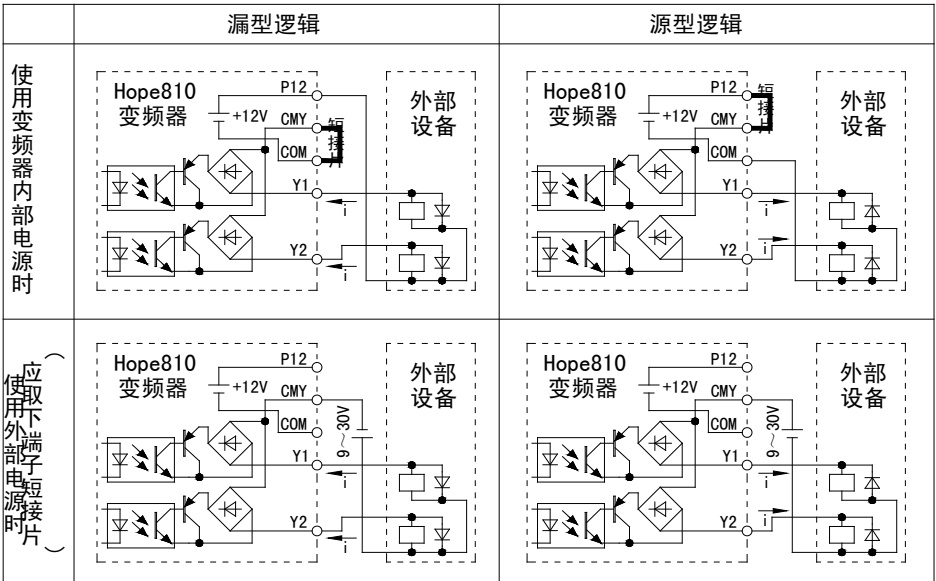 漏型逻辑
源型逻辑
使用变频器内部电源时
Hope810
变频器
P12
+12V
CMY
COM
短接片
Y1
i
Y2
i
外部
设备
Hope810
变频器
P12
+12V
CMY
COM
短接片
Y1
i
Y2
i
外部
设备
使用外部电源时
(应取下端子短接片)
Hope810
变频器
P12
+12V
CMY
COM
9～30V
Y1
i
Y2
i
外部
设备
Hope810
变频器
P12
+12V
CMY
COM
9～30V
Y1
i
Y2
i
外部
设备